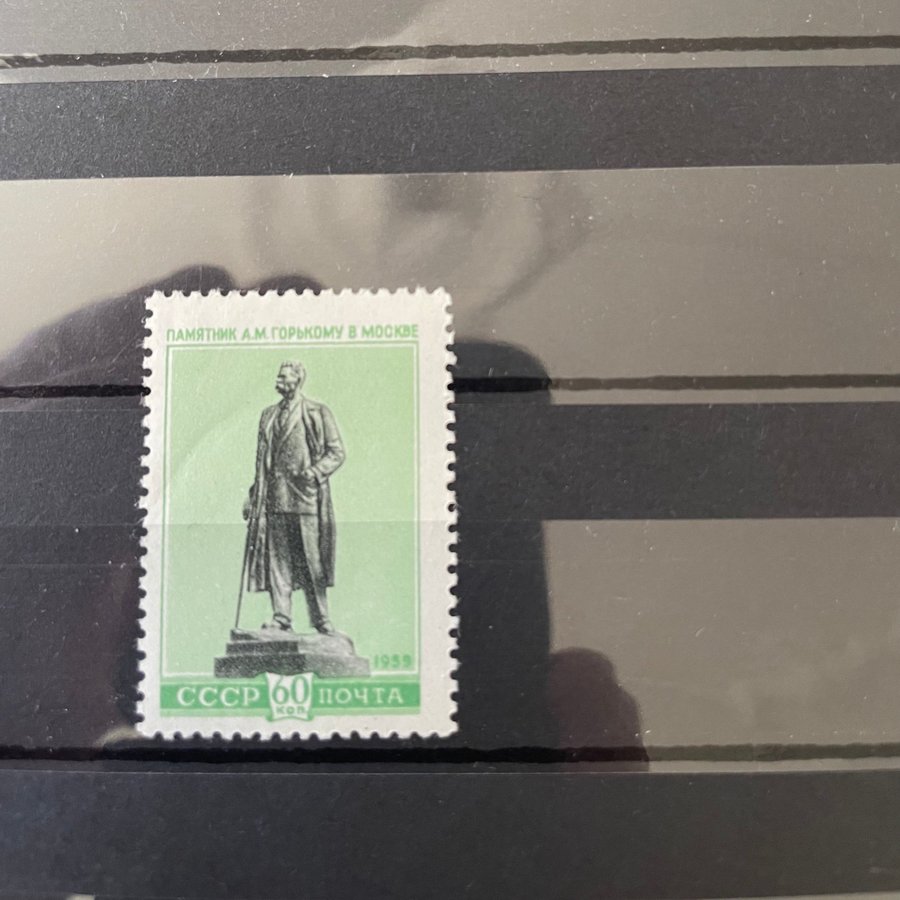 ПАМЯТНИК А.М. ГОРЬКОМУ В МОСКВЕ
1959
СССР 60 КОП. ПОЧТА